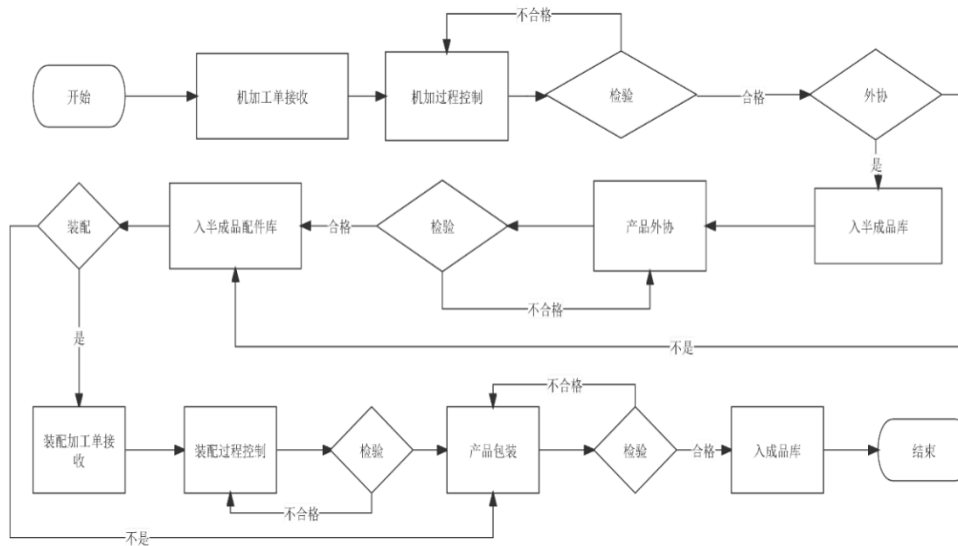 不合格
开始
机加工单接收
机加过程控制
检验
合格
外协
是
装配
入半成品配件库
合格
检验
产品外协
入半成品库
不合格
是
不是
不合格
装配加工单接
收
装配过程控制
检验
产品包装
检验
合格
入成品库
结束
不合格
不是